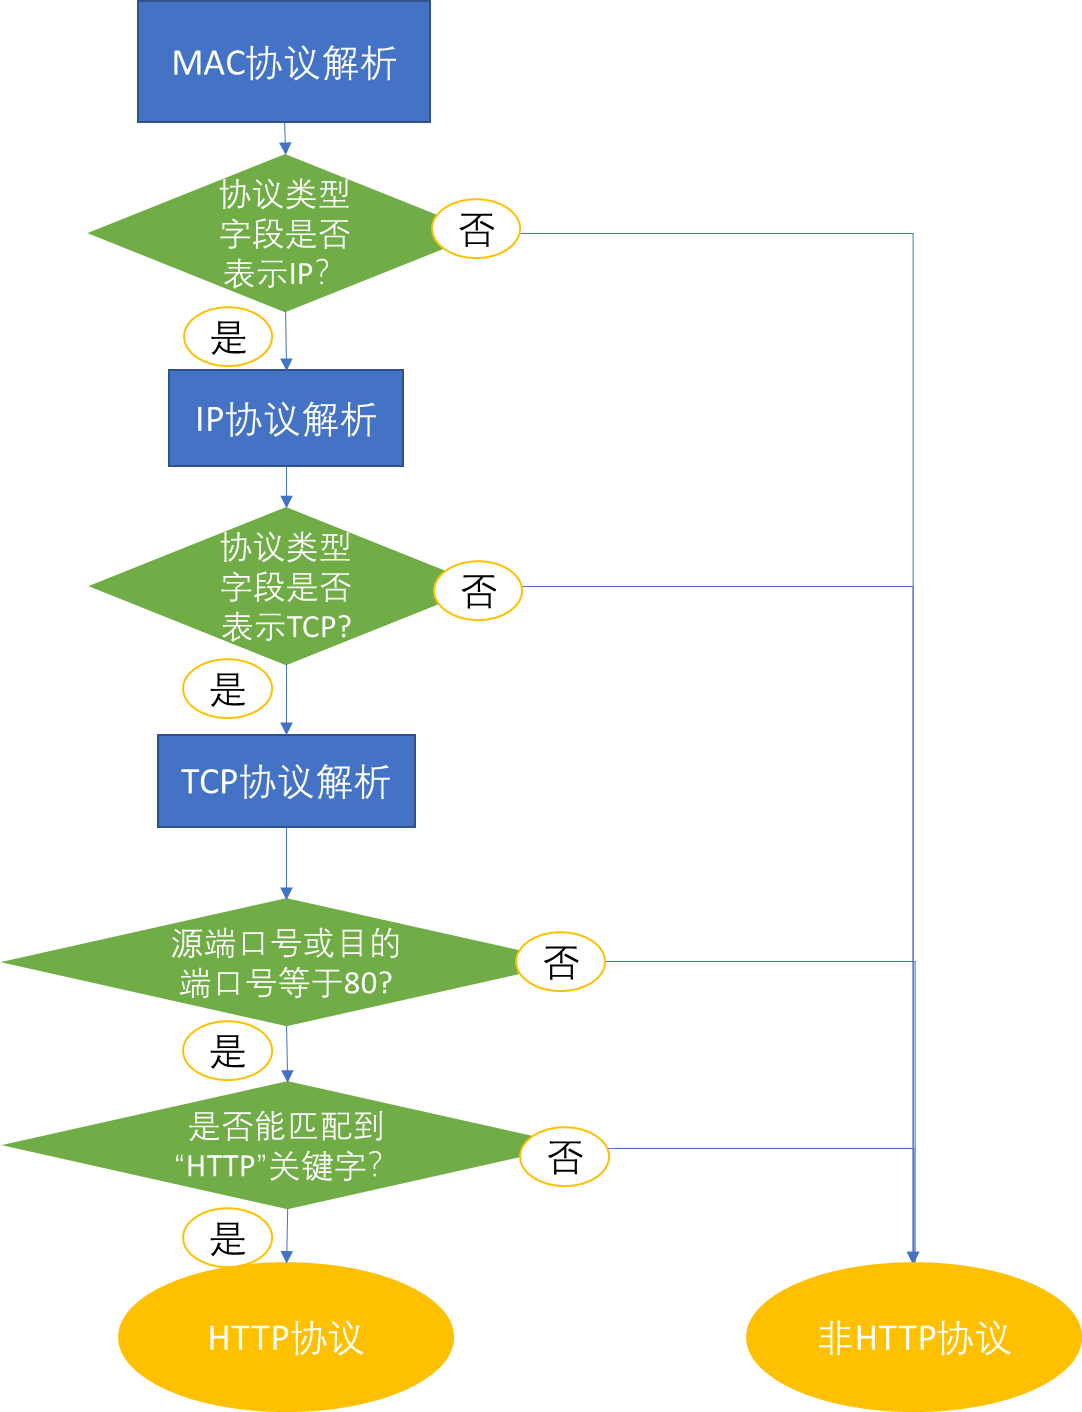 MAC协议解析
协议类型
字段是否
表示IP?
否
是
IP协议解析
协议类型
字段是否
表示TCP?
否
是
TCP协议解析
源端口号或目的
端口号等于80?
否
是
是否能匹配到
“HTTP”关键字?
否
是
HTTP协议
非HTTP协议